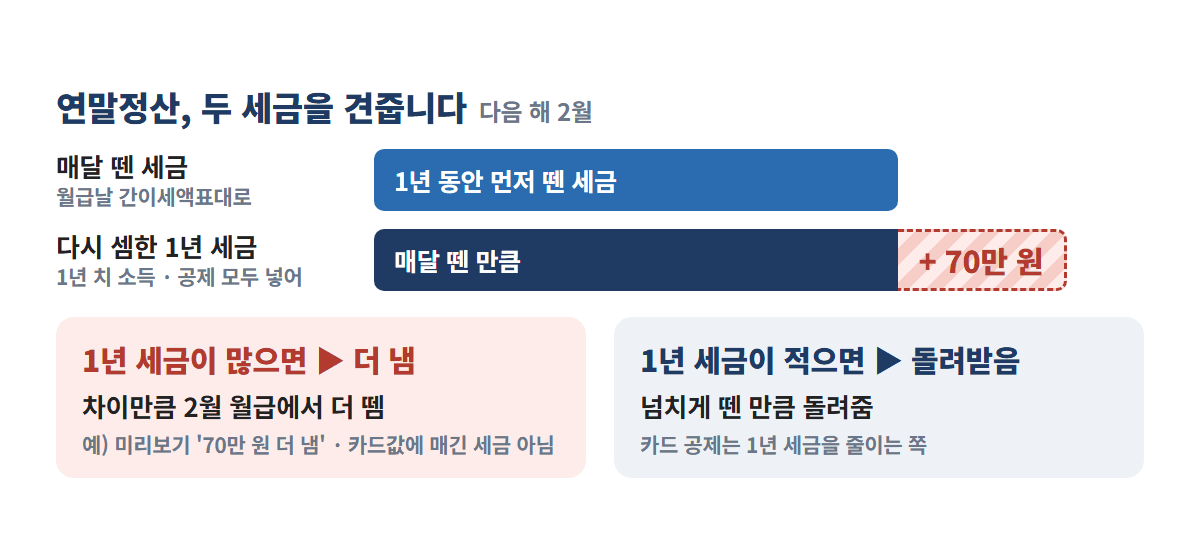 연말정산, 두 세금을 견줍니다 다음 해 2월
매달 뗀 세금
월급날 간이세액표대로
1년 동안 먼저 뗀 세금
다시 셈한 1년 세금
1년 치 소득 · 공제 모두 넣어
매달 뗀 만큼
+ 70만 원
1년 세금이 많으면 ▶ 더 냄
차이만큼 2월 월급에서 더 뗌
예) 미리보기 '70만 원 더 냄' · 카드값에 매긴 세금 아님
1년 세금이 적으면 ▶ 돌려받음
넘치게 뗀 만큼 돌려줌
카드 공제는 1년 세금을 줄이는 쪽